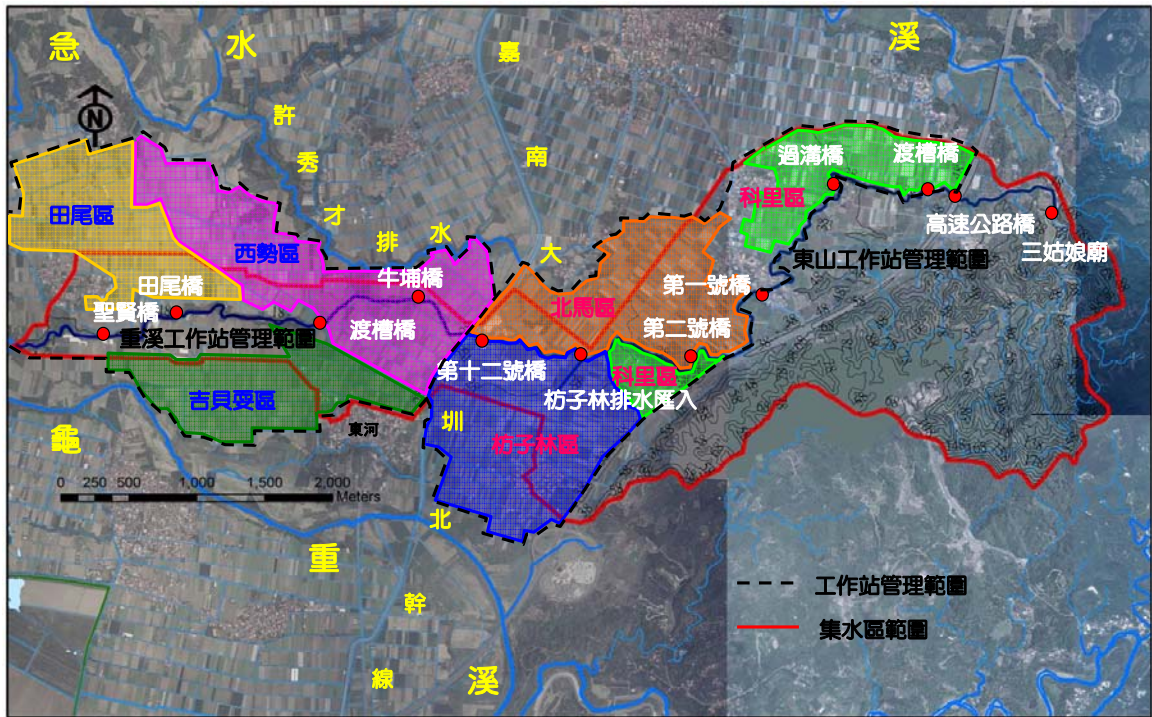 急水溪
許秀才排水
嘉南大圳北幹線
龜重溪
N
田尾區
西勢區
吉貝耍區
北馬區
枋子林區
科里區
科里區
過溝橋
渡槽橋
高速公路橋
三姑娘廟
東山工作站管理範圍
第一號橋
第二號橋
牛埔橋
渡槽橋
田尾橋
聖賢橋
重溪工作站管理範圍
第十二號橋
枋子林排水匯入
東河
0 250 500 1,000 1,500 2,000
Meters
工作站管理範圍
集水區範圍